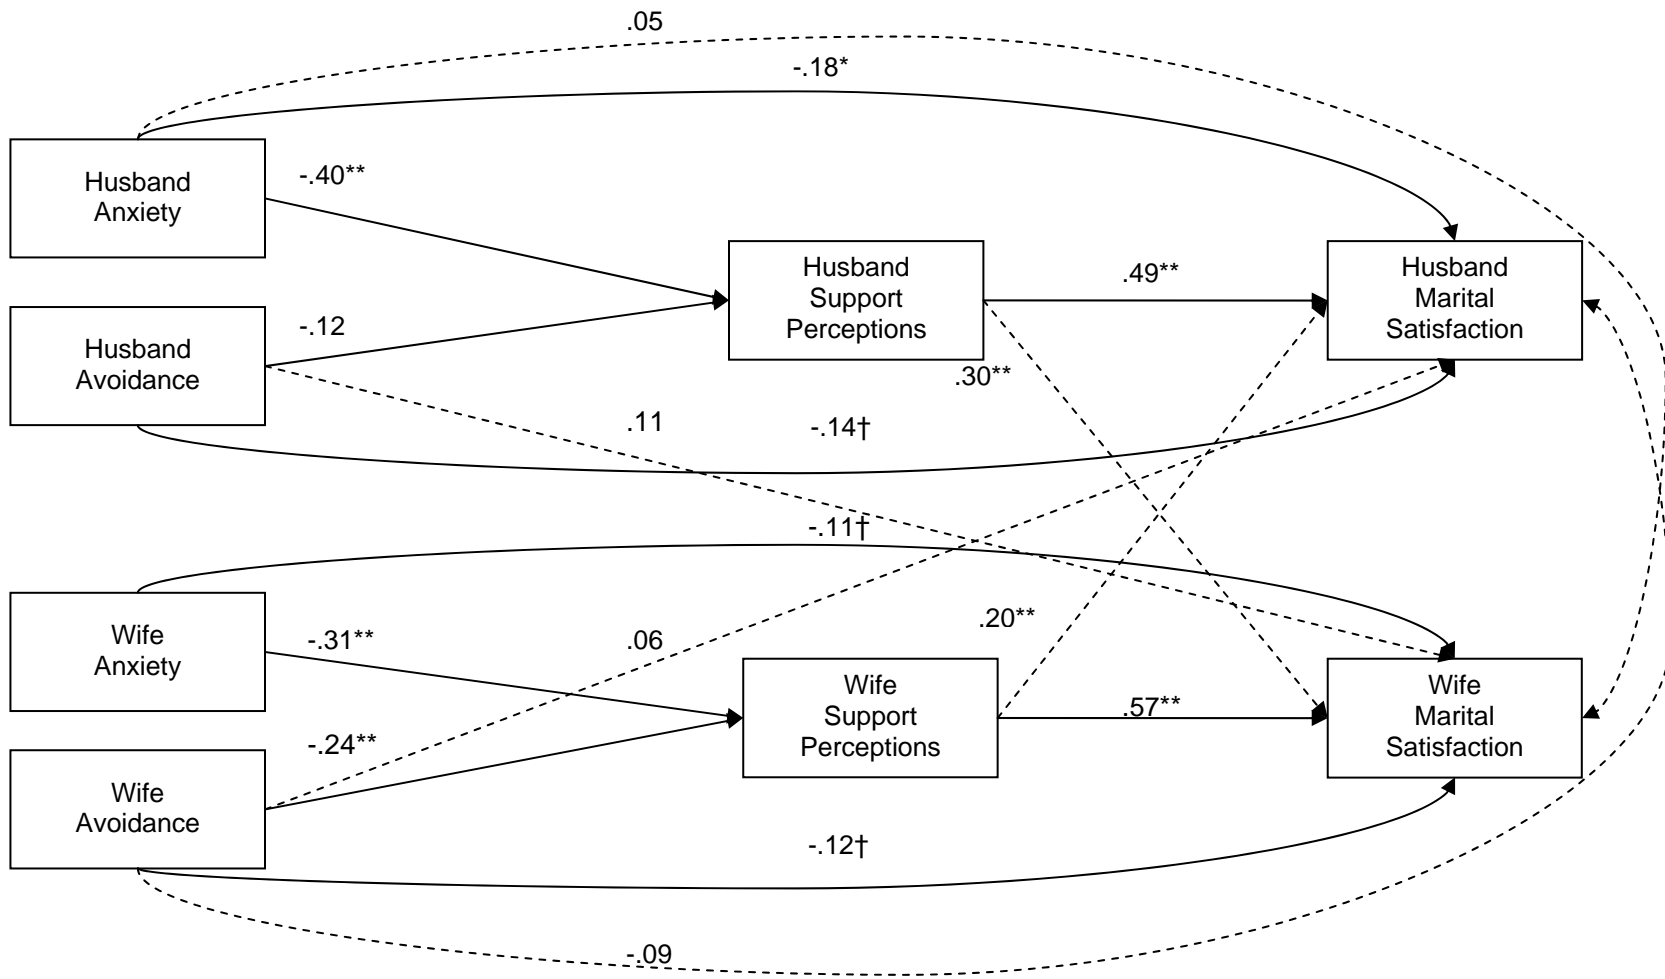 .05
-.18*
Husband
Anxiety
-.40**
Husband
Support
Perceptions
.49**
Husband
Marital
Satisfaction
Husband
Avoidance
-.12
.30**
.11
-.14†
-.11†
Wife
Anxiety
-.31**
.06
.20**
Wife
Support
Perceptions
.57**
Wife
Marital
Satisfaction
-.24**
Wife
Avoidance
-.12†
-.09